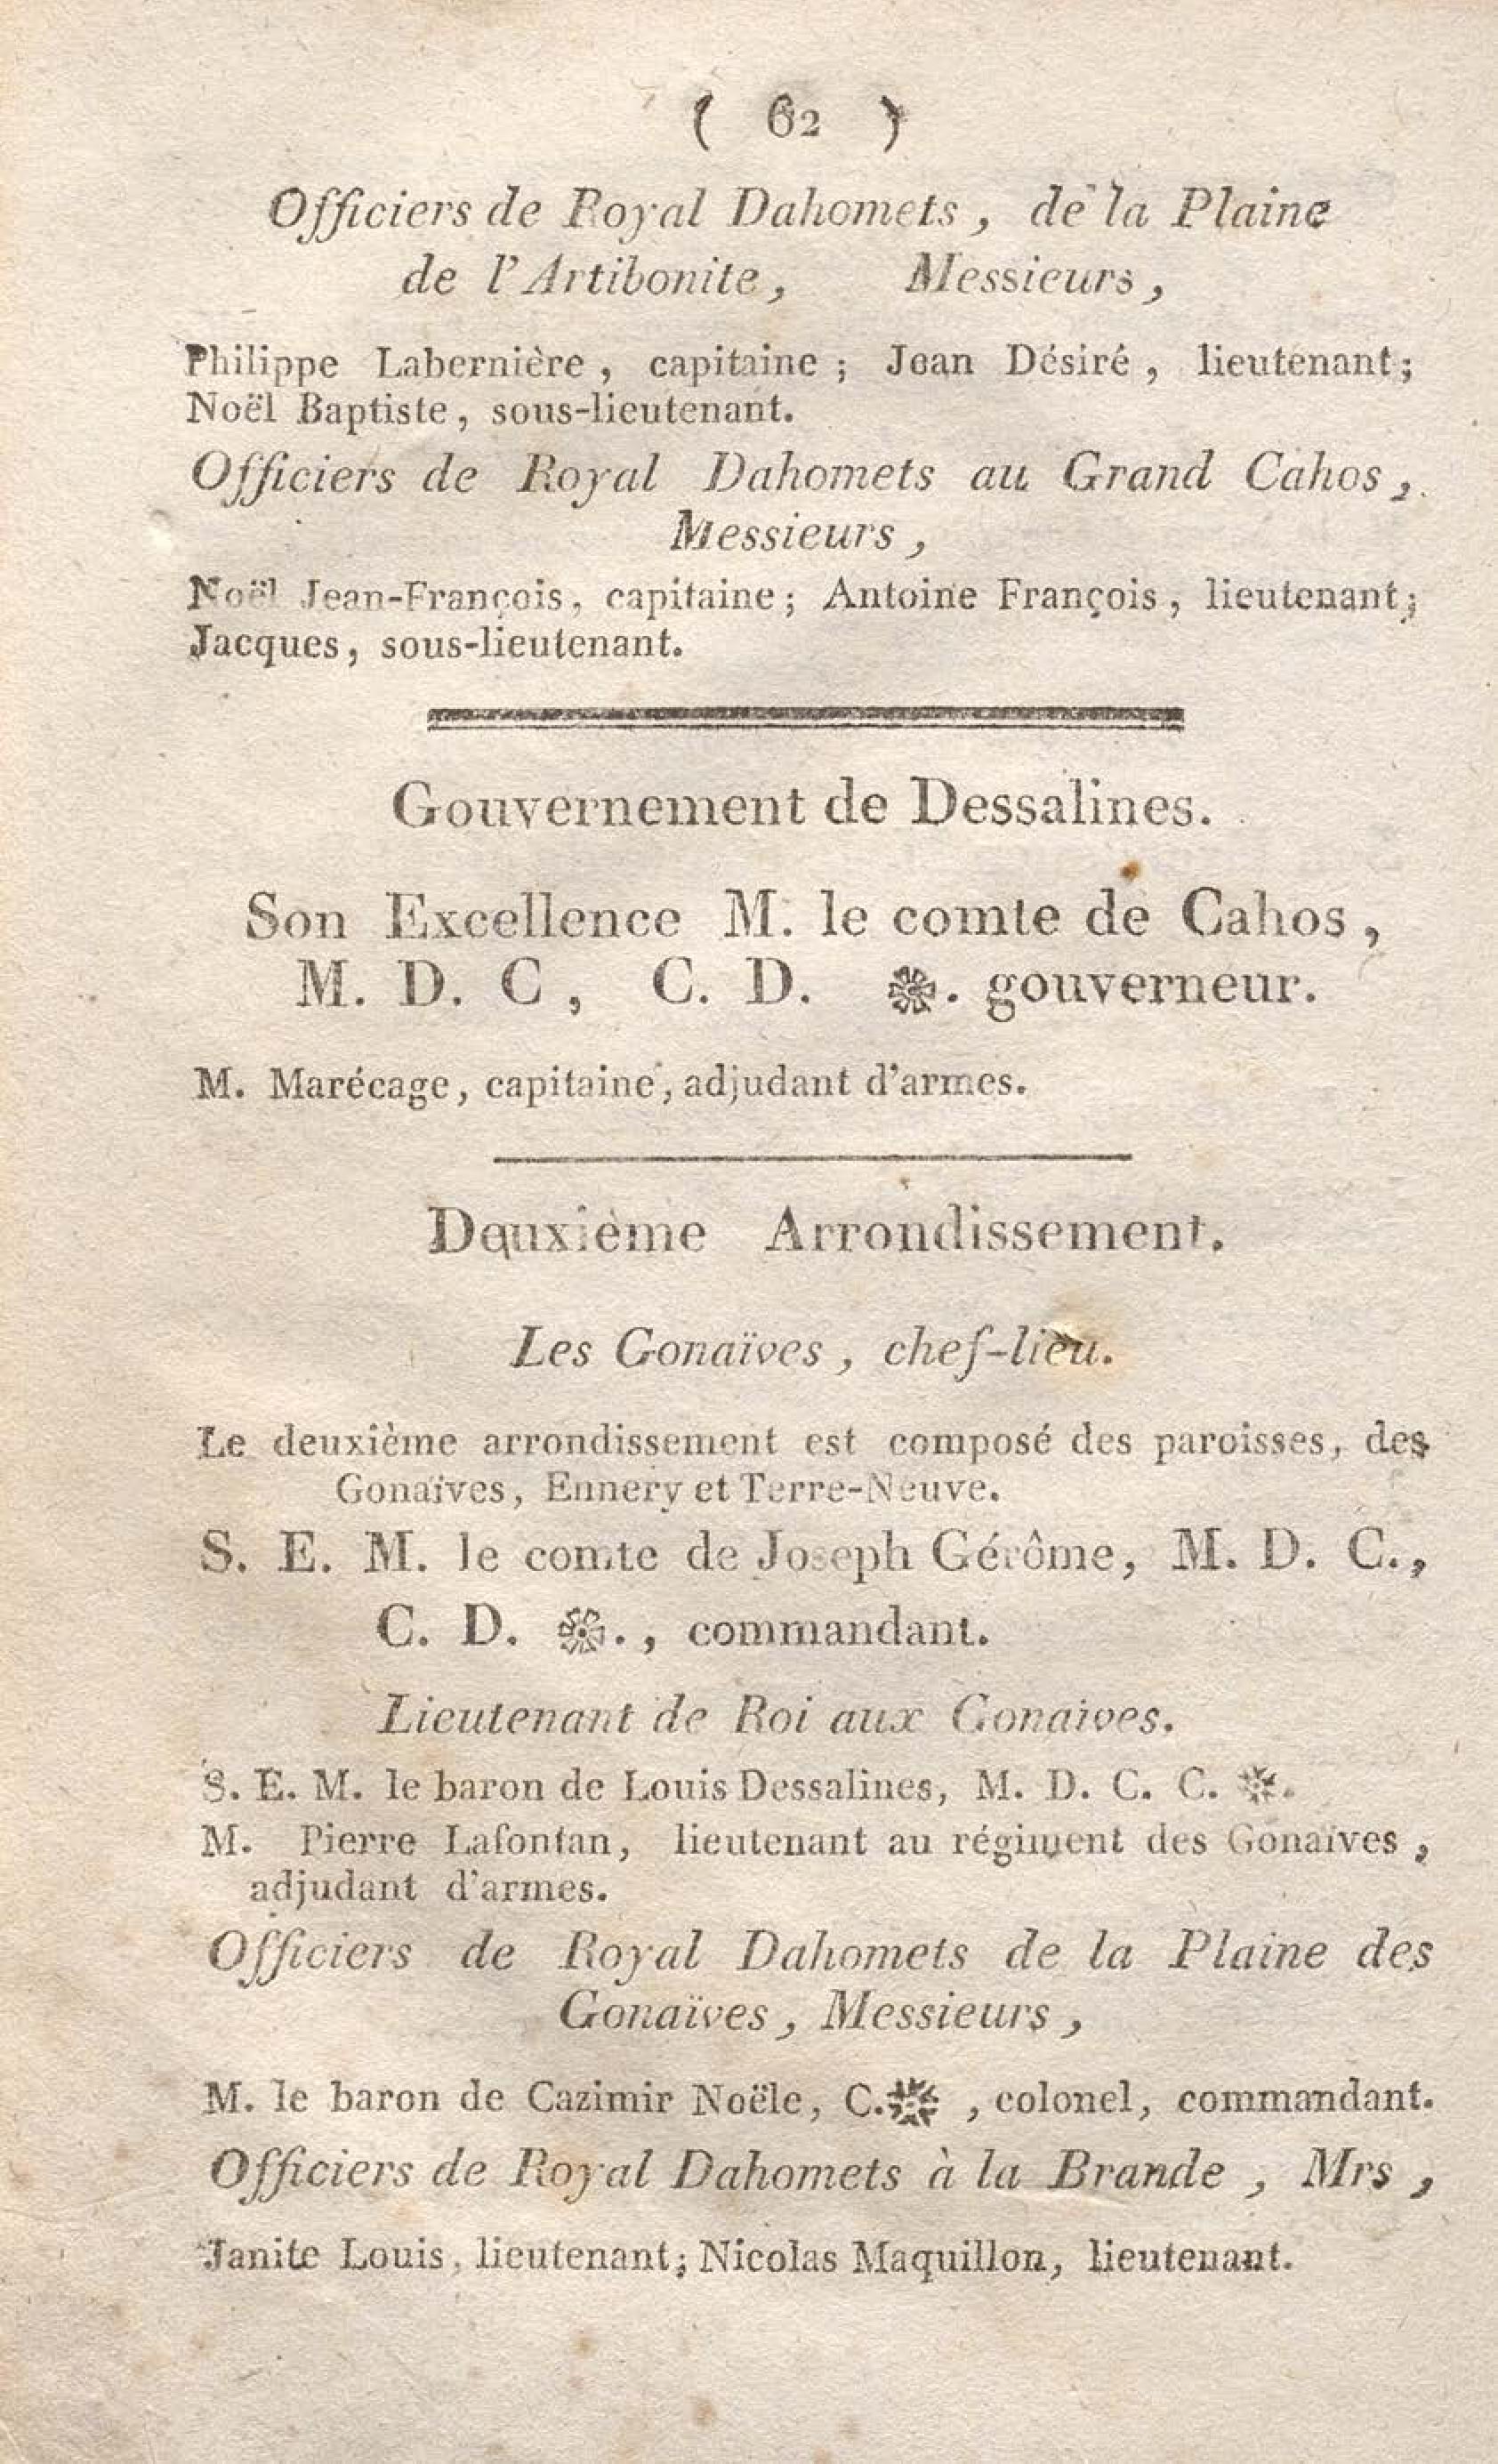 ( 62 )
Officiers de Royal Dahomets , de la Plaine
de l'Artibonite , Messieurs ,
Philippe Labernière , capitaine ; Jean Désiré , lieutenant ;
Noël Baptiste , sous-lieutenant.
Officiers de Royal Dahomets au Grand Cahos ,
Messieurs ,
Noël Jean-François , capitaine ; Antoine François , lieutenant ;
Jacques , sous-lieutenant.
Gouvernement de Dessalines.
Son Excellence M. le comte de Cahos ,
M. D. C , C. D. ❁. gouverneur.
M. Marécage , capitaine , adjudant d'armes.
Deuxième Arrondissement.
Les Gonaïves , chef-lieu.
Le deuxième arrondissement est composé des paroisses , des
Gonaïves , Ennery et Terre-Neuve.
S. E. M. le comte de Joseph Gérôme , M. D. C. ,
C. D. ❁. , commandant.
Lieutenant de Roi aux Gonaives.
S. E. M. le baron de Louis Dessalines , M. D. C. C. ❁.
M. Pierre Lafontan , lieutenant au régiment des Gonaïves ,
adjudant d'armes.
Officiers de Royal Dahomets de la Plaine des
Gonaïves , Messieurs ,
M. le baron de Cazimir Noële , C.❁ , colonel , commandant.
Officiers de Royal Dahomets à la Brande , Mrs ,
Janite Louis , lieutenant ; Nicolas Maquillon , lieutenant.